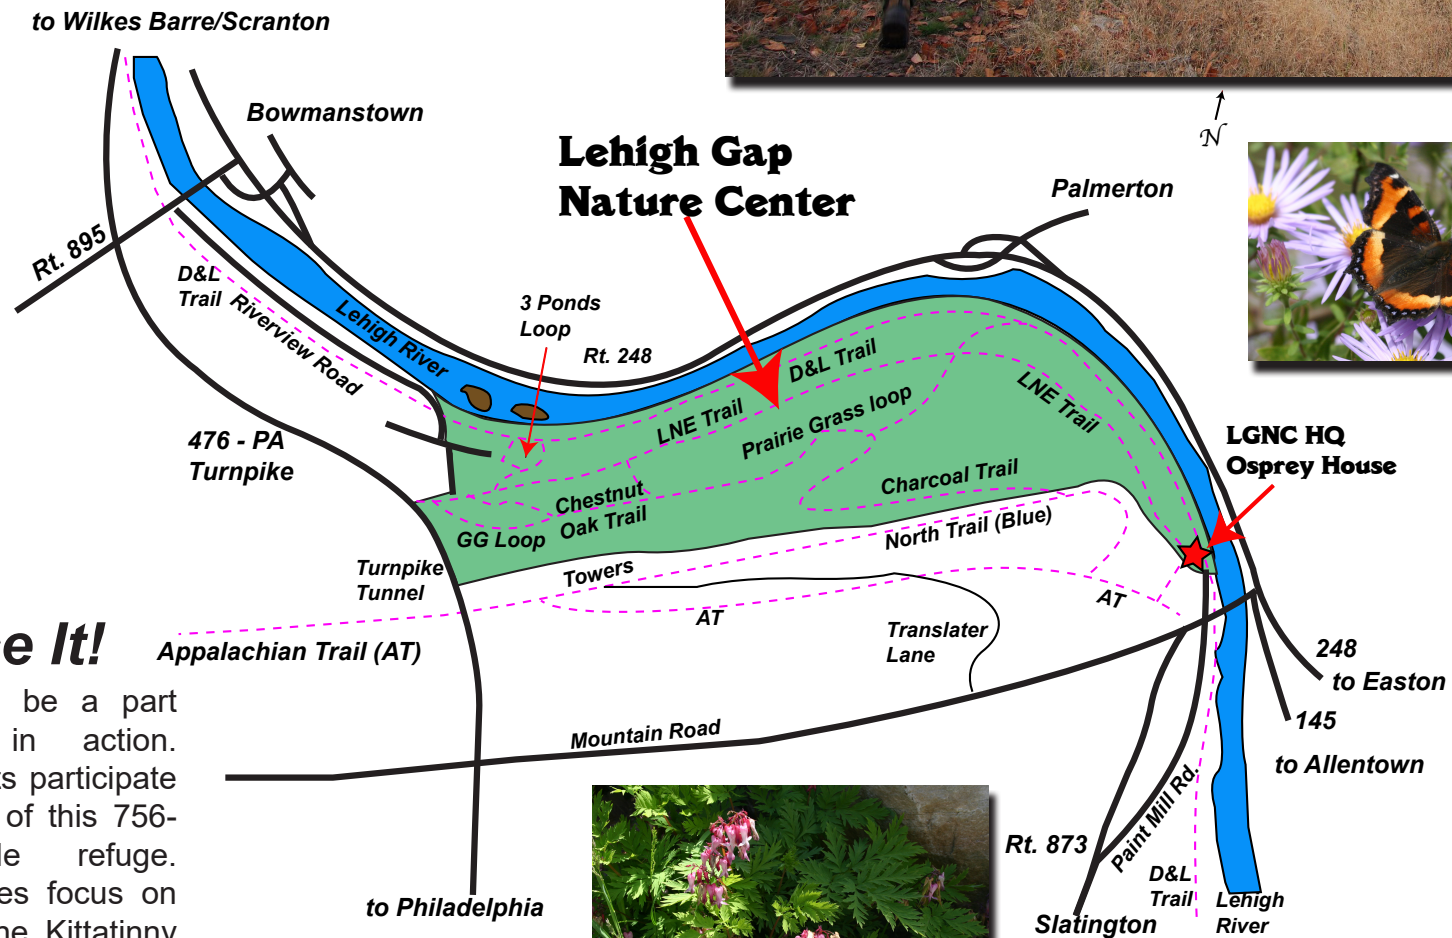 to Wilkes Barre/Scranton
Bowmanstown
N
Lehigh Gap
Nature Center
Palmerton
Rt. 895
D&L
Trail
Riverview Road
Lehigh River
3 Ponds
Loop
Rt. 248
D&L Trail
LNE Trail
LNE Trail
Prairie Grass loop
476 - PA
Turnpike
LGNC HQ
Osprey House
Chestnut
Oak Trail
Charcoal Trail
GG Loop
North Trail (Blue)
Turnpike
Tunnel
Towers
AT
AT
Appalachian Trail (AT)
Translater
Lane
248
to Easton
145
to Allentown
Mountain Road
Paint Mill Rd.
Rt. 873
D&L
Trail
Lehigh
River
Slatington
to Philadelphia
e It!
be a part
in action.
ts participate
of this 756-
le refuge.
es focus on
ne Kittatinny